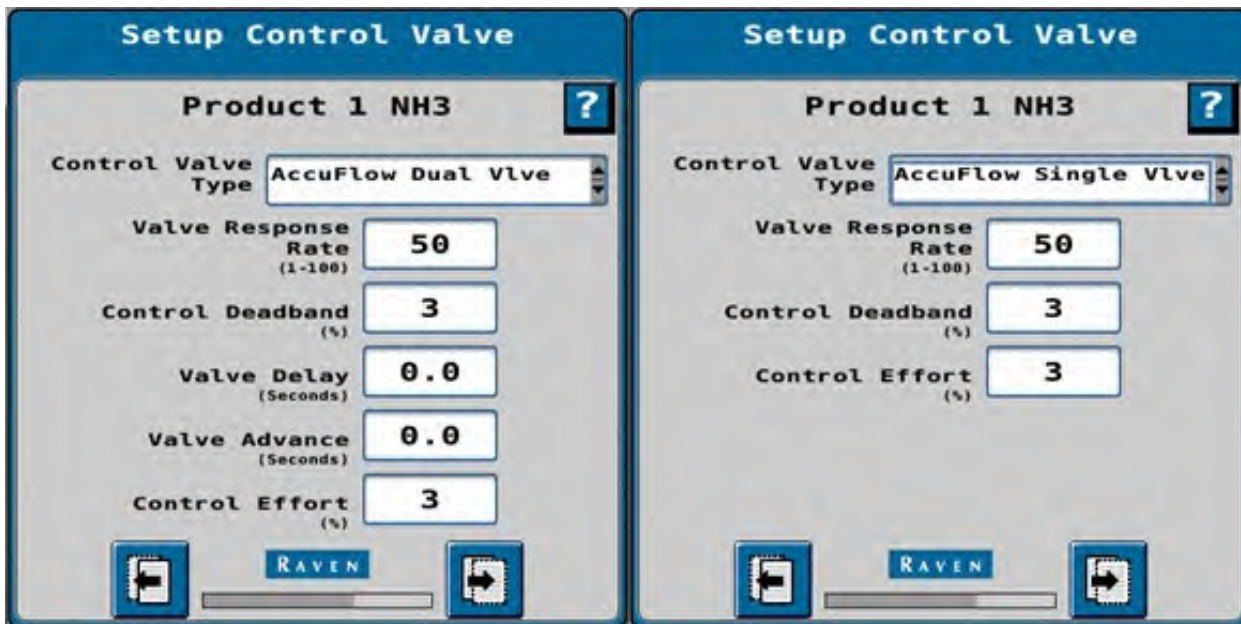 Setup Control Valve
Product 1 NH3
?
Control Valve
Type
AccuFlow Dual Vlve
Valve Response
Rate
(1-100)
50
Control Deadband
(%)
3
Valve Delay
(Seconds)
0.0
Valve Advance
(Seconds)
0.0
Control Effort
(%)
3
RAVEN
Setup Control Valve
Product 1 NH3
?
Control Valve
Type
AccuFlow Single Vlve
Valve Response
Rate
(1-100)
50
Control Deadband
(%)
3
Control Effort
(%)
3
RAVEN